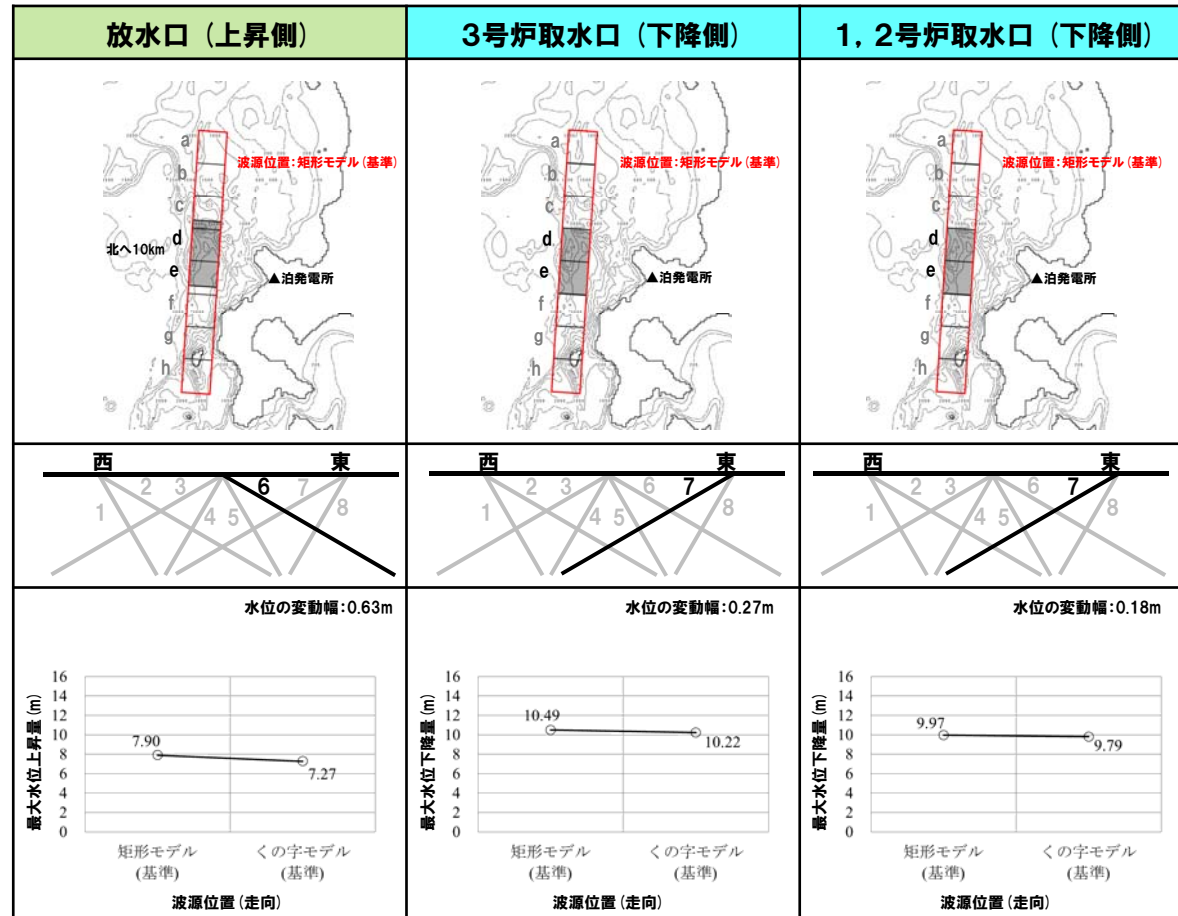 放水口（上昇側）
3号炉取水口（下降側）
1，2号炉取水口（下降側）
a
波源位置：矩形モデル（基準）
b
c
d
北へ10km
e
▲泊発電所
f
g
h
a
波源位置：矩形モデル（基準）
b
c
d
e
▲泊発電所
f
g
h
a
波源位置：矩形モデル（基準）
b
c
d
e
▲泊発電所
f
g
h
西 東
1 2 3 4 5 6 7 8
西 東
1 2 3 4 5 6 7 8
西 東
1 2 3 4 5 6 7 8
水位の変動幅：0.63m
最大水位上昇量（m）
16
14
12
10
8
6
4
2
0
7.90
7.27
矩形モデル
（基準）
くの字モデル
（基準）
波源位置（走向）
水位の変動幅：0.27m
最大水位下降量（m）
16
14
12
10
8
6
4
2
0
10.49
10.22
矩形モデル
（基準）
くの字モデル
（基準）
波源位置（走向）
水位の変動幅：0.18m
最大水位下降量（m）
16
14
12
10
8
6
4
2
0
9.97
9.79
矩形モデル
（基準）
くの字モデル
（基準）
波源位置（走向）